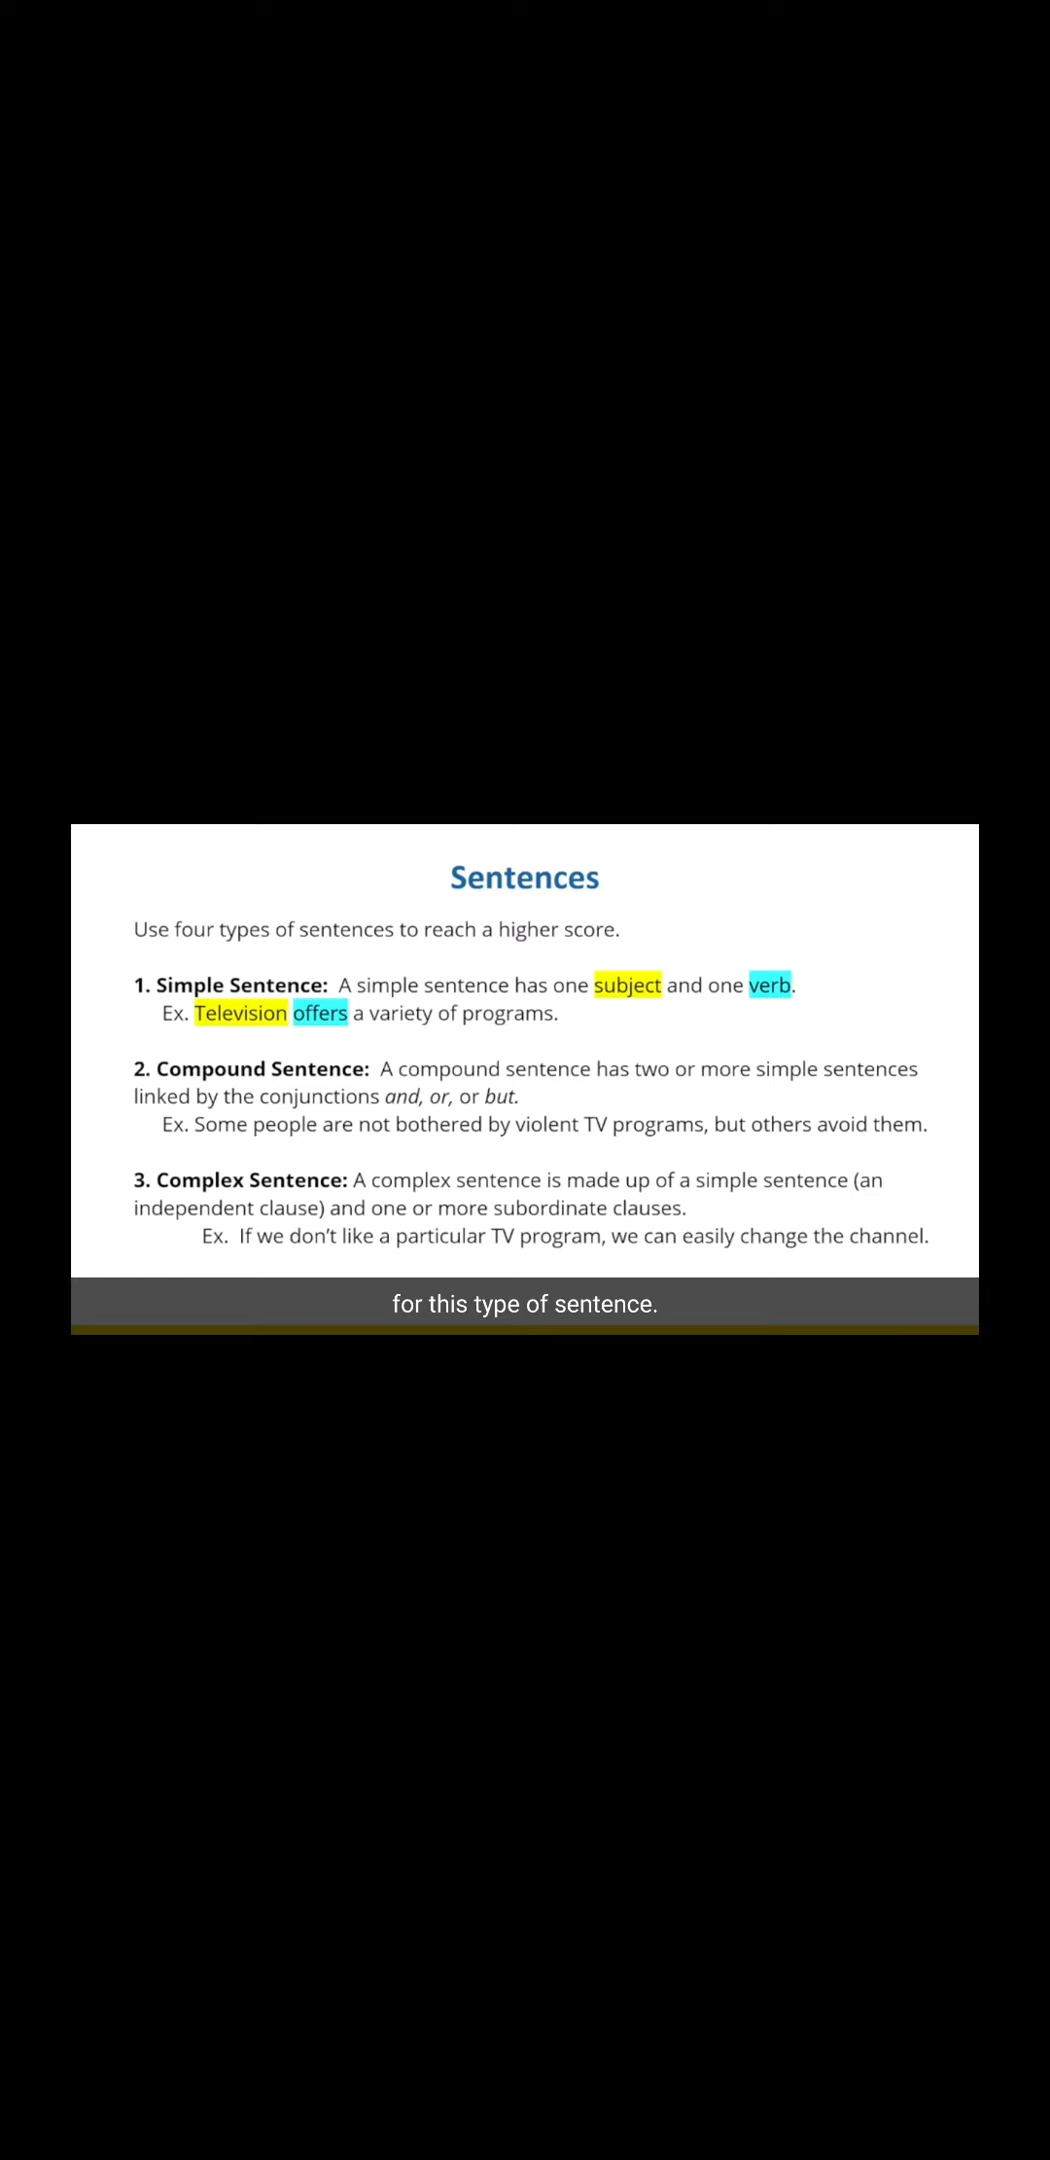 Sentences
Use four types of sentences to reach a higher score.
1. Simple Sentence: A simple sentence has one subject and one verb.
Ex. Television offers a variety of programs.
2. Compound Sentence: A compound sentence has two or more simple sentences
linked by the conjunctions and, or, or but.
Ex. Some people are not bothered by violent TV programs, but others avoid them.
3. Complex Sentence: A complex sentence is made up of a simple sentence (an
independent clause) and one or more subordinate clauses.
Ex. If we don’t like a particular TV program, we can easily change the channel.
for this type of sentence.